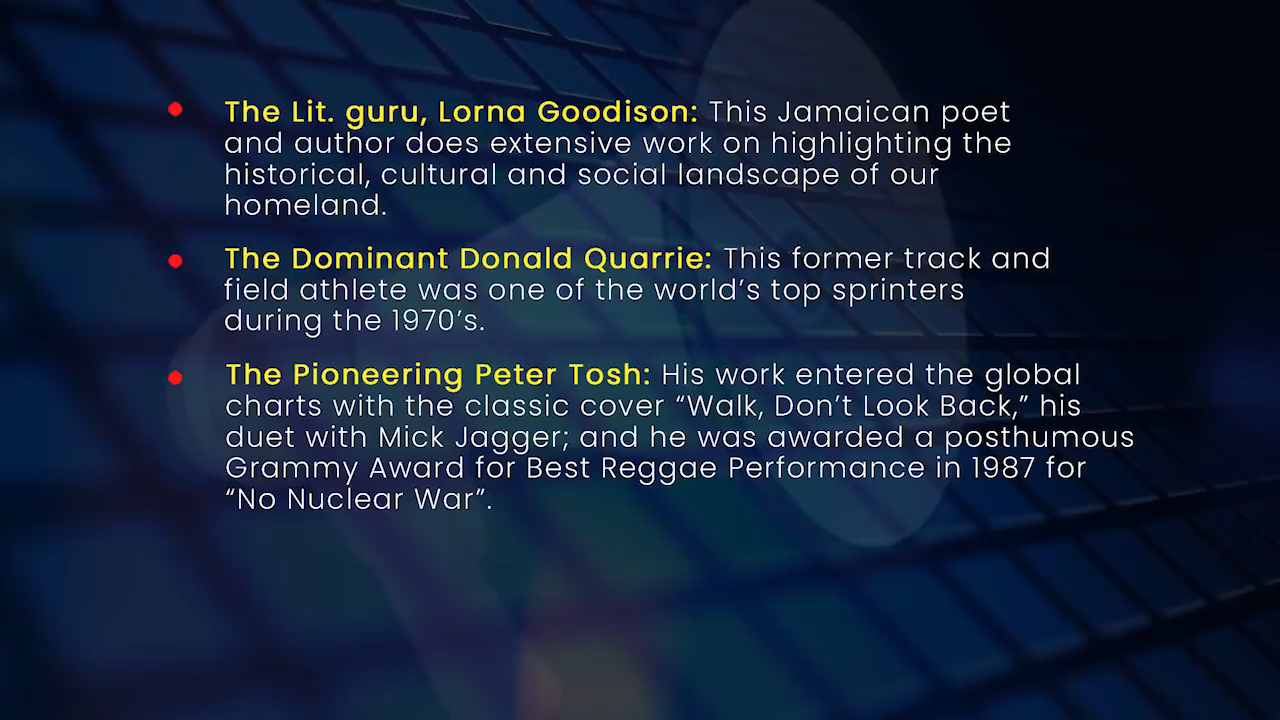 The Lit. guru, Lorna Goodison: This Jamaican poet
and author does extensive work on highlighting the
historical, cultural and social landscape of our
homeland.
The Dominant Donald Quarrie: This former track and
field athlete was one of the world’s top sprinters
during the 1970’s.
The Pioneering Peter Tosh: His work entered the global
charts with the classic cover “Walk, Don’t Look Back,” his
duet with Mick Jagger; and he was awarded a posthumous
Grammy Award for Best Reggae Performance in 1987 for
“No Nuclear War”.